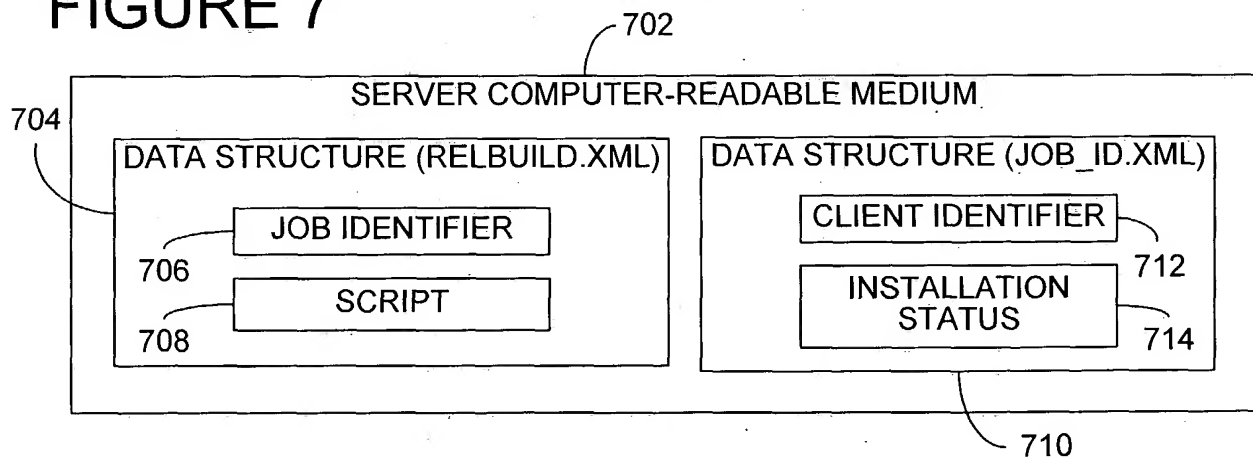 FIGURE 7
702
SERVER COMPUTER-READABLE MEDIUM
704
DATA STRUCTURE (RELBUILD.XML)
JOB IDENTIFIER
706
SCRIPT
708
DATA STRUCTURE (JOB_ID.XML)
CLIENT IDENTIFIER
712
INSTALLATION
STATUS
714
710